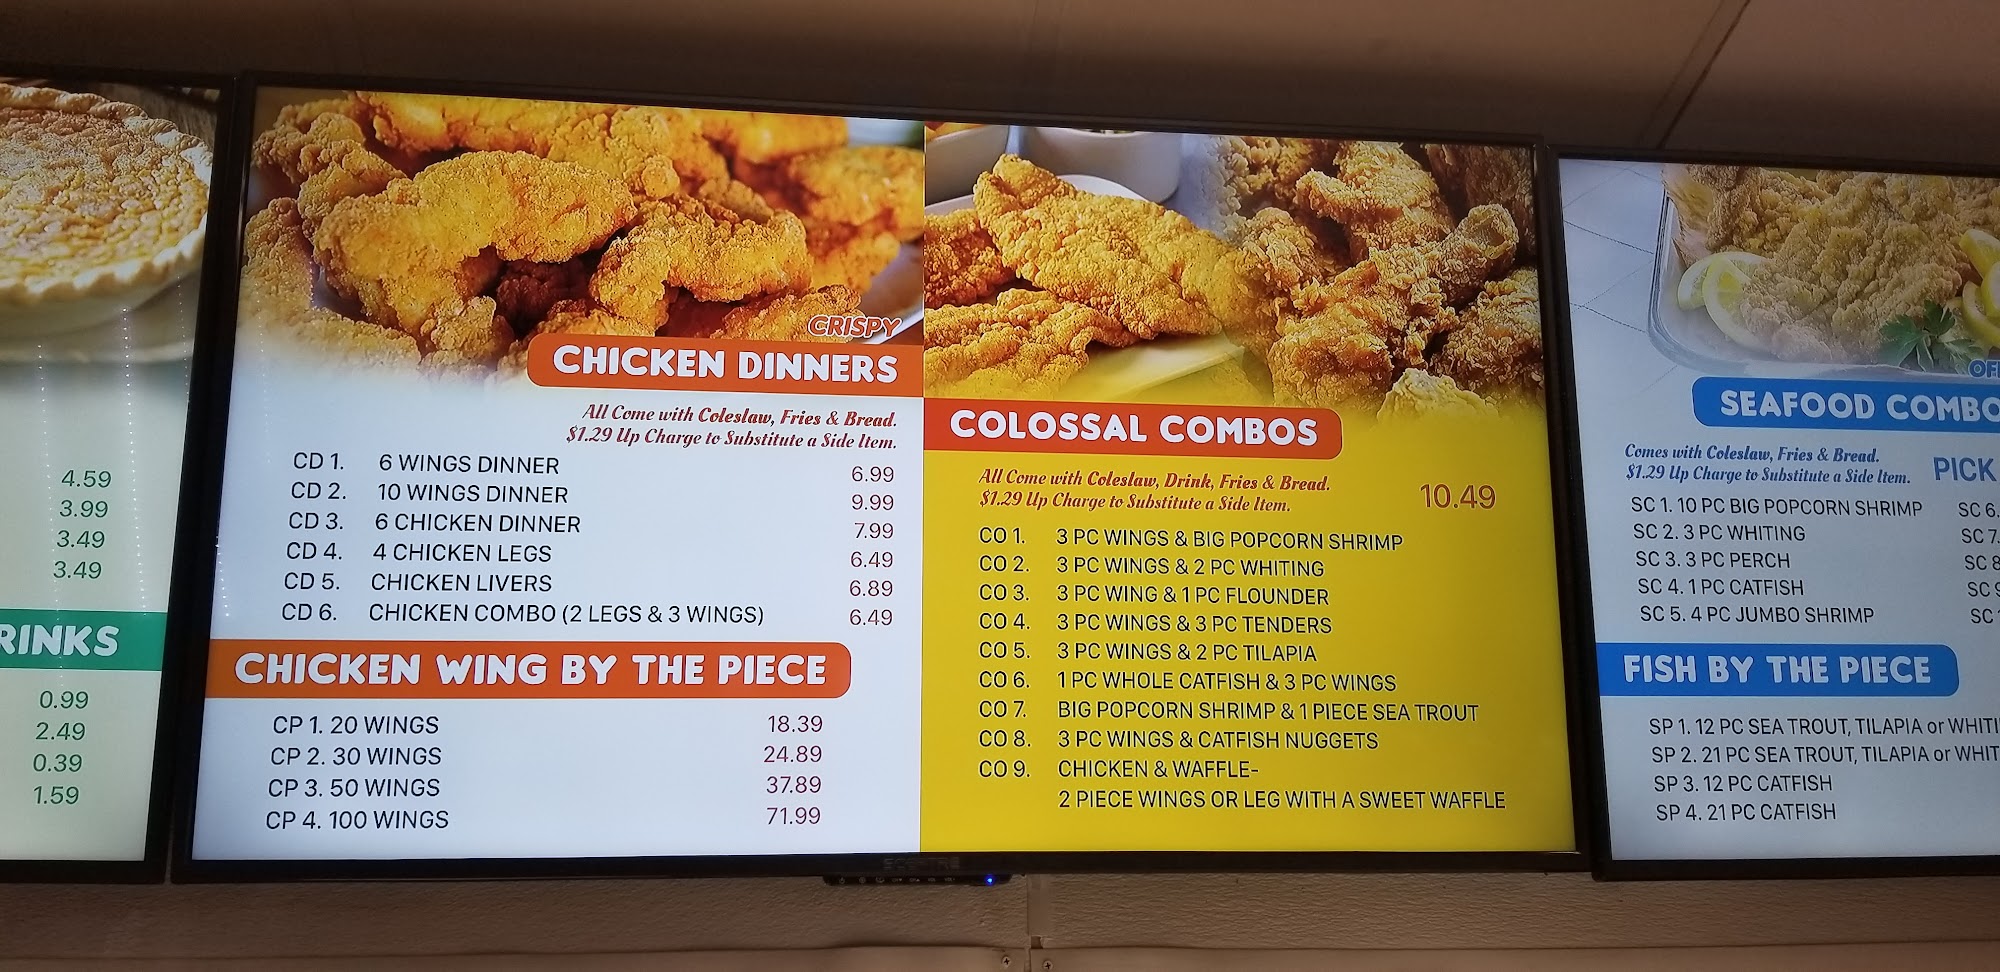 4.59
3.99
3.49
3.49
RINKS
0.99
2.49
0.39
1.59
CRISPY
CHICKEN DINNERS
All Come with Coleslaw, Fries & Bread.
$1.29 Up Charge to Substitute a Side Item.
CD 1. 6 WINGS DINNER 6.99
CD 2. 10 WINGS DINNER 9.99
CD 3. 6 CHICKEN DINNER 7.99
CD 4. 4 CHICKEN LEGS 6.49
CD 5. CHICKEN LIVERS 6.89
CD 6. CHICKEN COMBO (2 LEGS & 3 WINGS) 6.49
CHICKEN WING BY THE PIECE
CP 1. 20 WINGS 18.39
CP 2. 30 WINGS 24.89
CP 3. 50 WINGS 37.89
CP 4. 100 WINGS 71.99
COLOSSAL COMBOS
All Come with Coleslaw, Drink, Fries & Bread.
$1.29 Up Charge to Substitute a Side Item.
10.49
CO 1. 3 PC WINGS & BIG POPCORN SHRIMP
CO 2. 3 PC WINGS & 2 PC WHITING
CO 3. 3 PC WING & 1 PC FLOUNDER
CO 4. 3 PC WINGS & 3 PC TENDERS
CO 5. 3 PC WINGS & 2 PC TILAPIA
CO 6. 1 PC WHOLE CATFISH & 3 PC WINGS
CO 7. BIG POPCORN SHRIMP & 1 PIECE SEA TROUT
CO 8. 3 PC WINGS & CATFISH NUGGETS
CO 9. CHICKEN & WAFFLE-
2 PIECE WINGS OR LEG WITH A SWEET WAFFLE
SCEPTRE
OF
SEAFOOD COMBO
Comes with Coleslaw, Fries & Bread.
$1.29 Up Charge to Substitute a Side Item.
PICK
SC 1. 10 PC BIG POPCORN SHRIMP SC 6.
SC 2. 3 PC WHITING SC 7.
SC 3. 3 PC PERCH SC 8
SC 4. 1 PC CATFISH SC 9
SC 5. 4 PC JUMBO SHRIMP SC
FISH BY THE PIECE
SP 1. 12 PC SEA TROUT, TILAPIA or WHITI
SP 2. 21 PC SEA TROUT, TILAPIA or WHIT
SP 3. 12 PC CATFISH
SP 4. 21 PC CATFISH